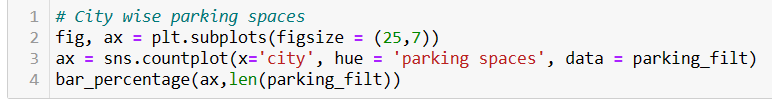 1 # City wise parking spaces
2 fig, ax = plt.subplots(figsize = (25,7))
3 ax = sns.countplot(x='city', hue = 'parking spaces', data = parking_filt)
4 bar_percentage(ax,len(parking_filt))